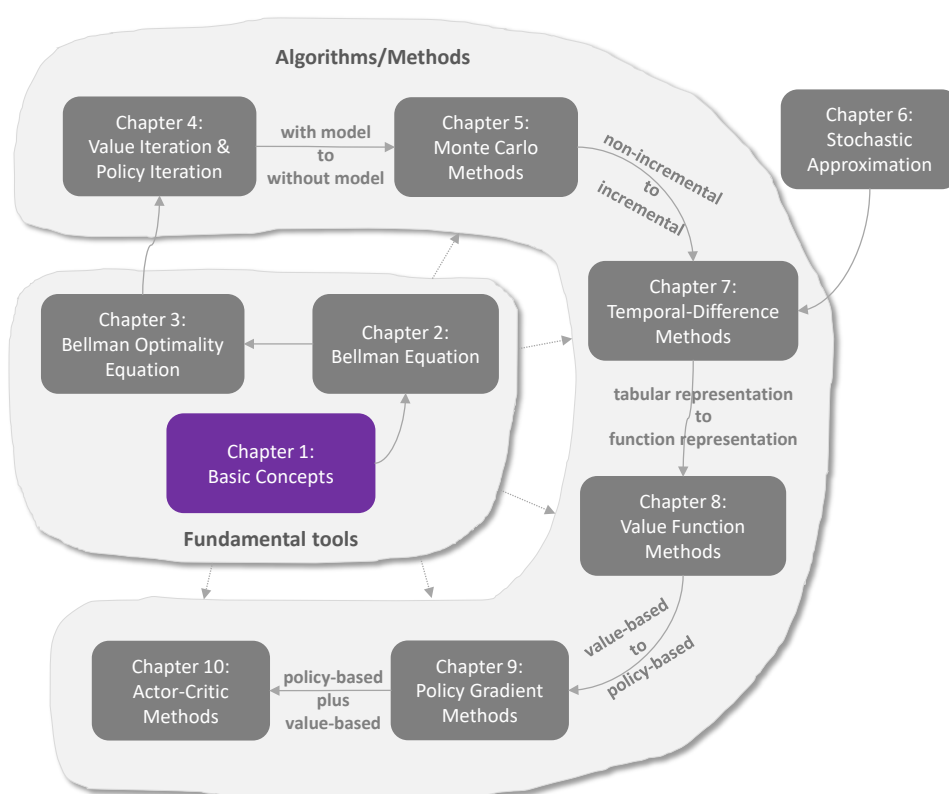 Algorithms/Methods
Chapter 4:
Value Iteration &
Policy Iteration
with model
to
without model
Chapter 5:
Monte Carlo
Methods
non-incremental
to
incremental
Chapter 6:
Stochastic
Approximation
Chapter 3:
Bellman Optimality
Equation
Chapter 2:
Bellman Equation
Chapter 7:
Temporal-Difference
Methods
Chapter 1:
Basic Concepts
Fundamental tools
tabular representation
to
function representation
Chapter 8:
Value Function
Methods
value-based
to
policy-based
Chapter 10:
Actor-Critic
Methods
policy-based
plus
value-based
Chapter 9:
Policy Gradient
Methods